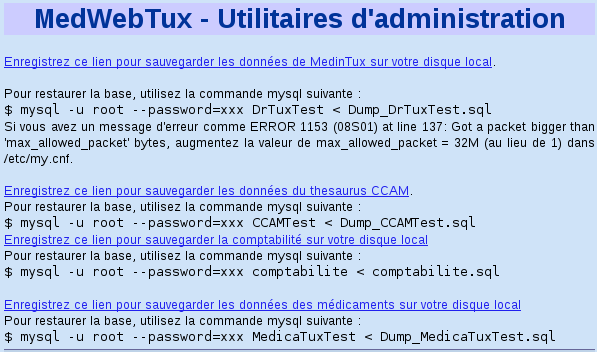 MedWebTux - Utilitaires d'administration
Enregistrez ce lien pour sauvegarder les données de MedinTux sur votre disque local.
Pour restaurer la base, utilisez la commande mysql suivante :
$ mysql -u root --password=xxx DrTuxTest < Dump_DrTuxTest.sql
Si vous avez un message d'erreur comme ERROR 1153 (08S01) at line 137: Got a packet bigger than
'max_allowed_packet' bytes, augmentez la valeur de max_allowed_packet = 32M (au lieu de 1) dans
/etc/my.cnf.
Enregistrez ce lien pour sauvegarder les données du thesaurus CCAM.
Pour restaurer la base, utilisez la commande mysql suivante :
$ mysql -u root --password=xxx CCAMTest < Dump_CCAMTest.sql
Enregistrez ce lien pour sauvegarder la comptabilité sur votre disque local
Pour restaurer la base, utilisez la commande mysql suivante :
$ mysql -u root --password=xxx comptabilite < comptabilite.sql
Enregistrez ce lien pour sauvegarder les données des médicaments sur votre disque local
Pour restaurer la base, utilisez la commande mysql suivante :
$ mysql -u root --password=xxx MedicaTuxTest < Dump_MedicaTuxTest.sql